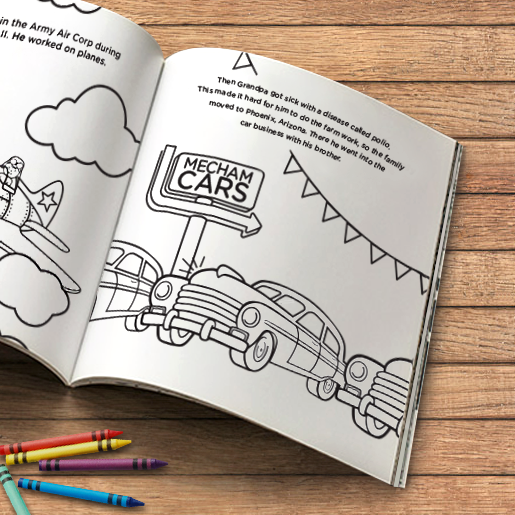 in the Army Air Corp during
II. He worked on planes.
Then Grandpa got sick with a disease called polio.
This made it hard for him to do the farm work, so the family
moved to Phoenix, Arizona. There he went into the
car business with his brother.
MECHAM
CARS